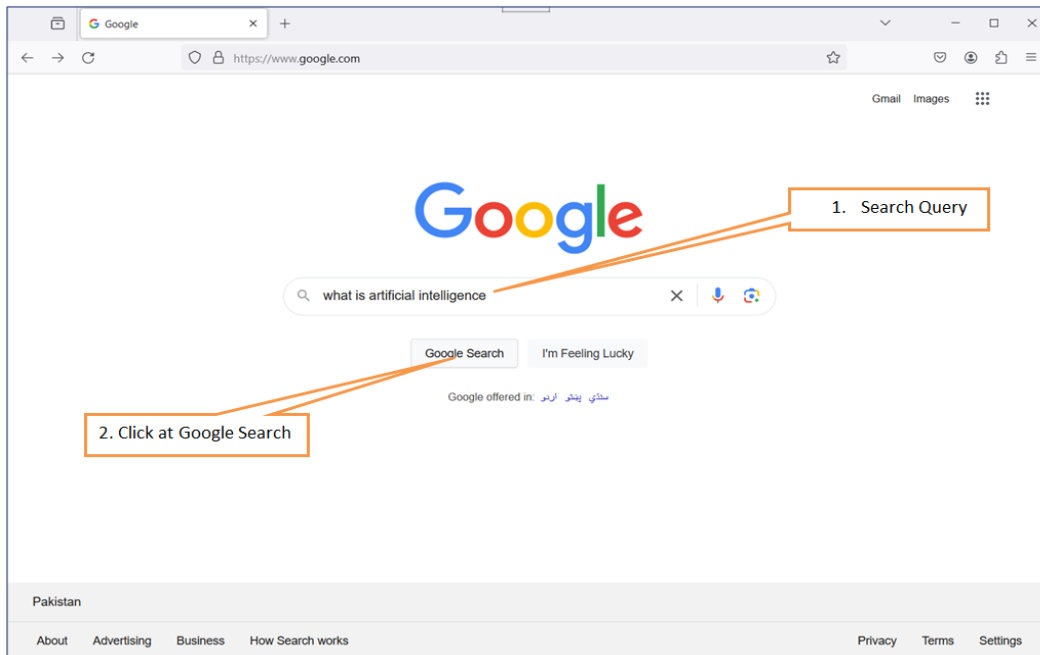 Google
https://www.google.com
Gmail Images
Google
1. Search Query
what is artificial intelligence
Google Search I'm Feeling Lucky
Google offered in: اردو پښتو سنڌي
2. Click at Google Search
Pakistan
About Advertising Business How Search works Privacy Terms Settings